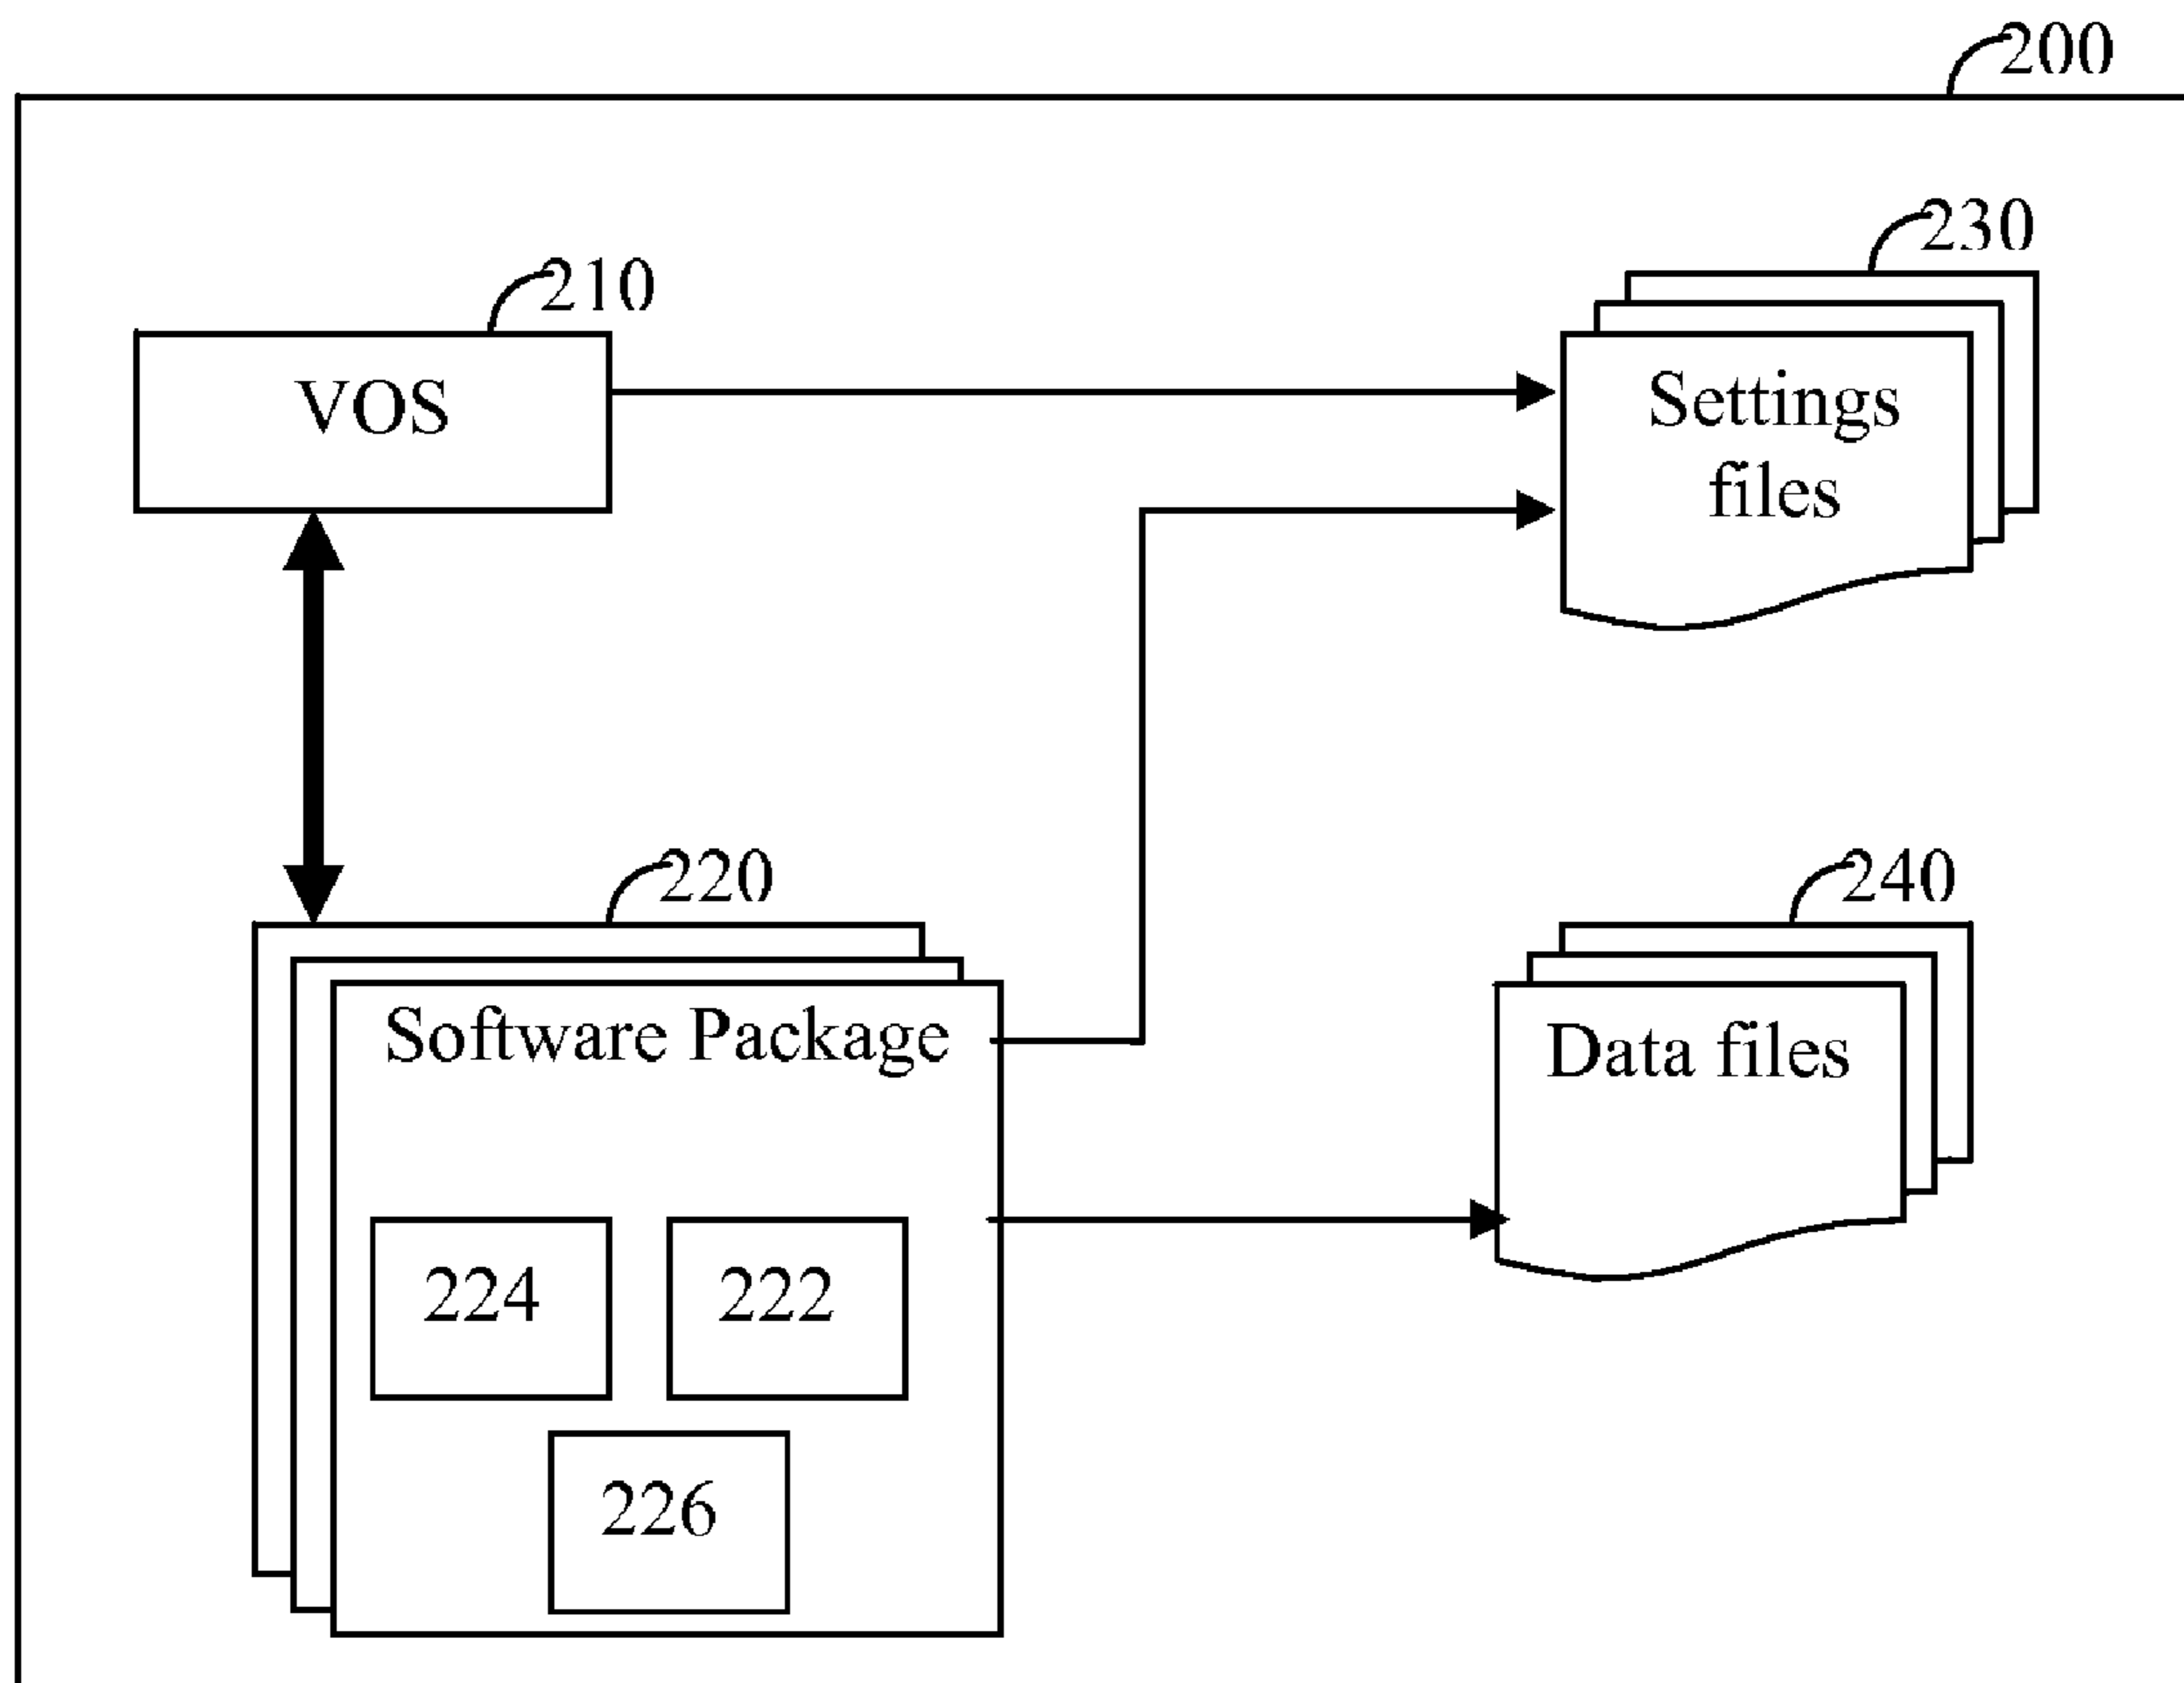 200
230
210
VOS
Settings
files
220
240
Software Package
Data files
224
222
226